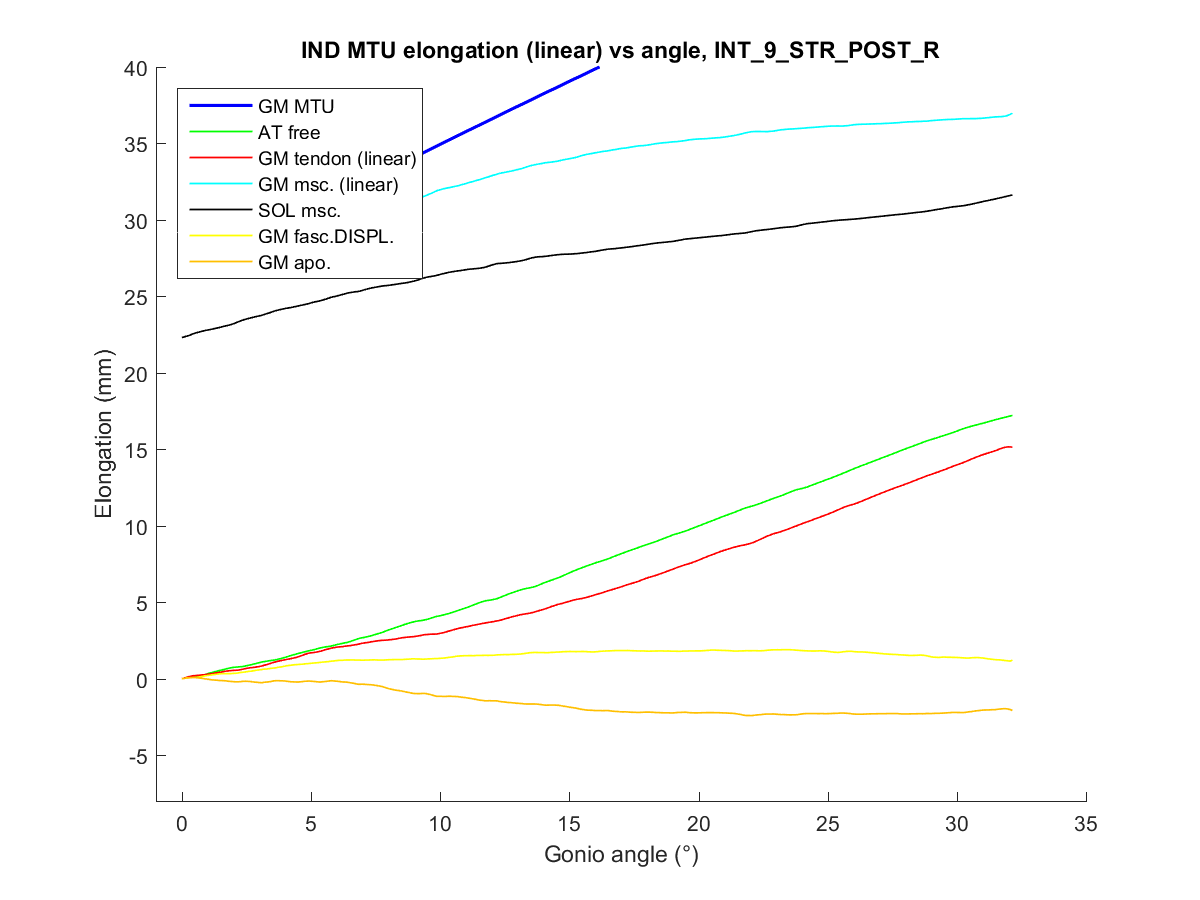 IND MTU elongation (linear) vs angle, INT_9_STR_POST_R
40
35
30
25
20
15
10
5
0
-5
Elongation (mm)
GM MTU
AT free
GM tendon (linear)
GM msc. (linear)
SOL msc.
GM fasc.DISPL.
GM apo.
0 5 10 15 20 25 30 35
Gonio angle (°)